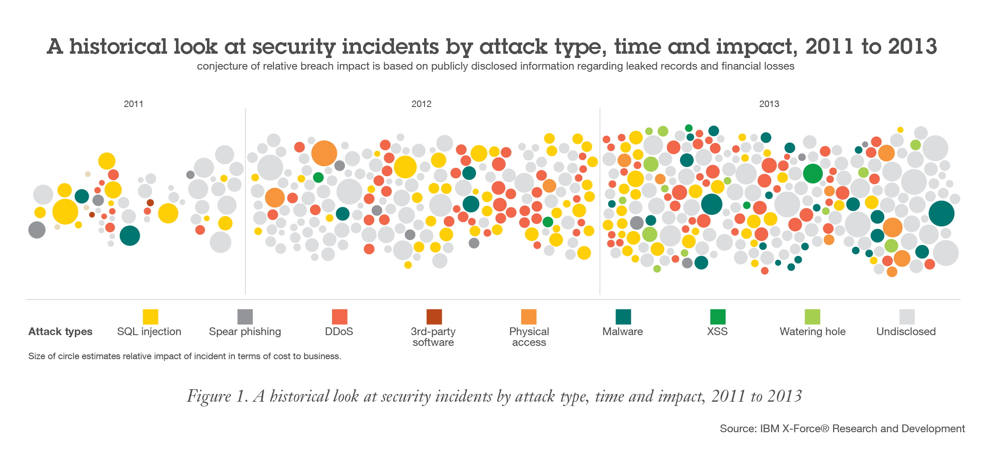 A historical look at security incidents by attack type, time and impact, 2011 to 2013
conjecture of relative breach impact is based on publicly disclosed information regarding leaked records and financial losses
2011
2012
2013
Attack types
SQL injection
Spear phishing
DDoS
3rd-party
software
Physical
access
Malware
XSS
Watering hole
Undisclosed
Size of circle estimates relative impact of incident in terms of cost to business.
Figure 1. A historical look at security incidents by attack type, time and impact, 2011 to 2013
Source: IBM X-Force® Research and Development